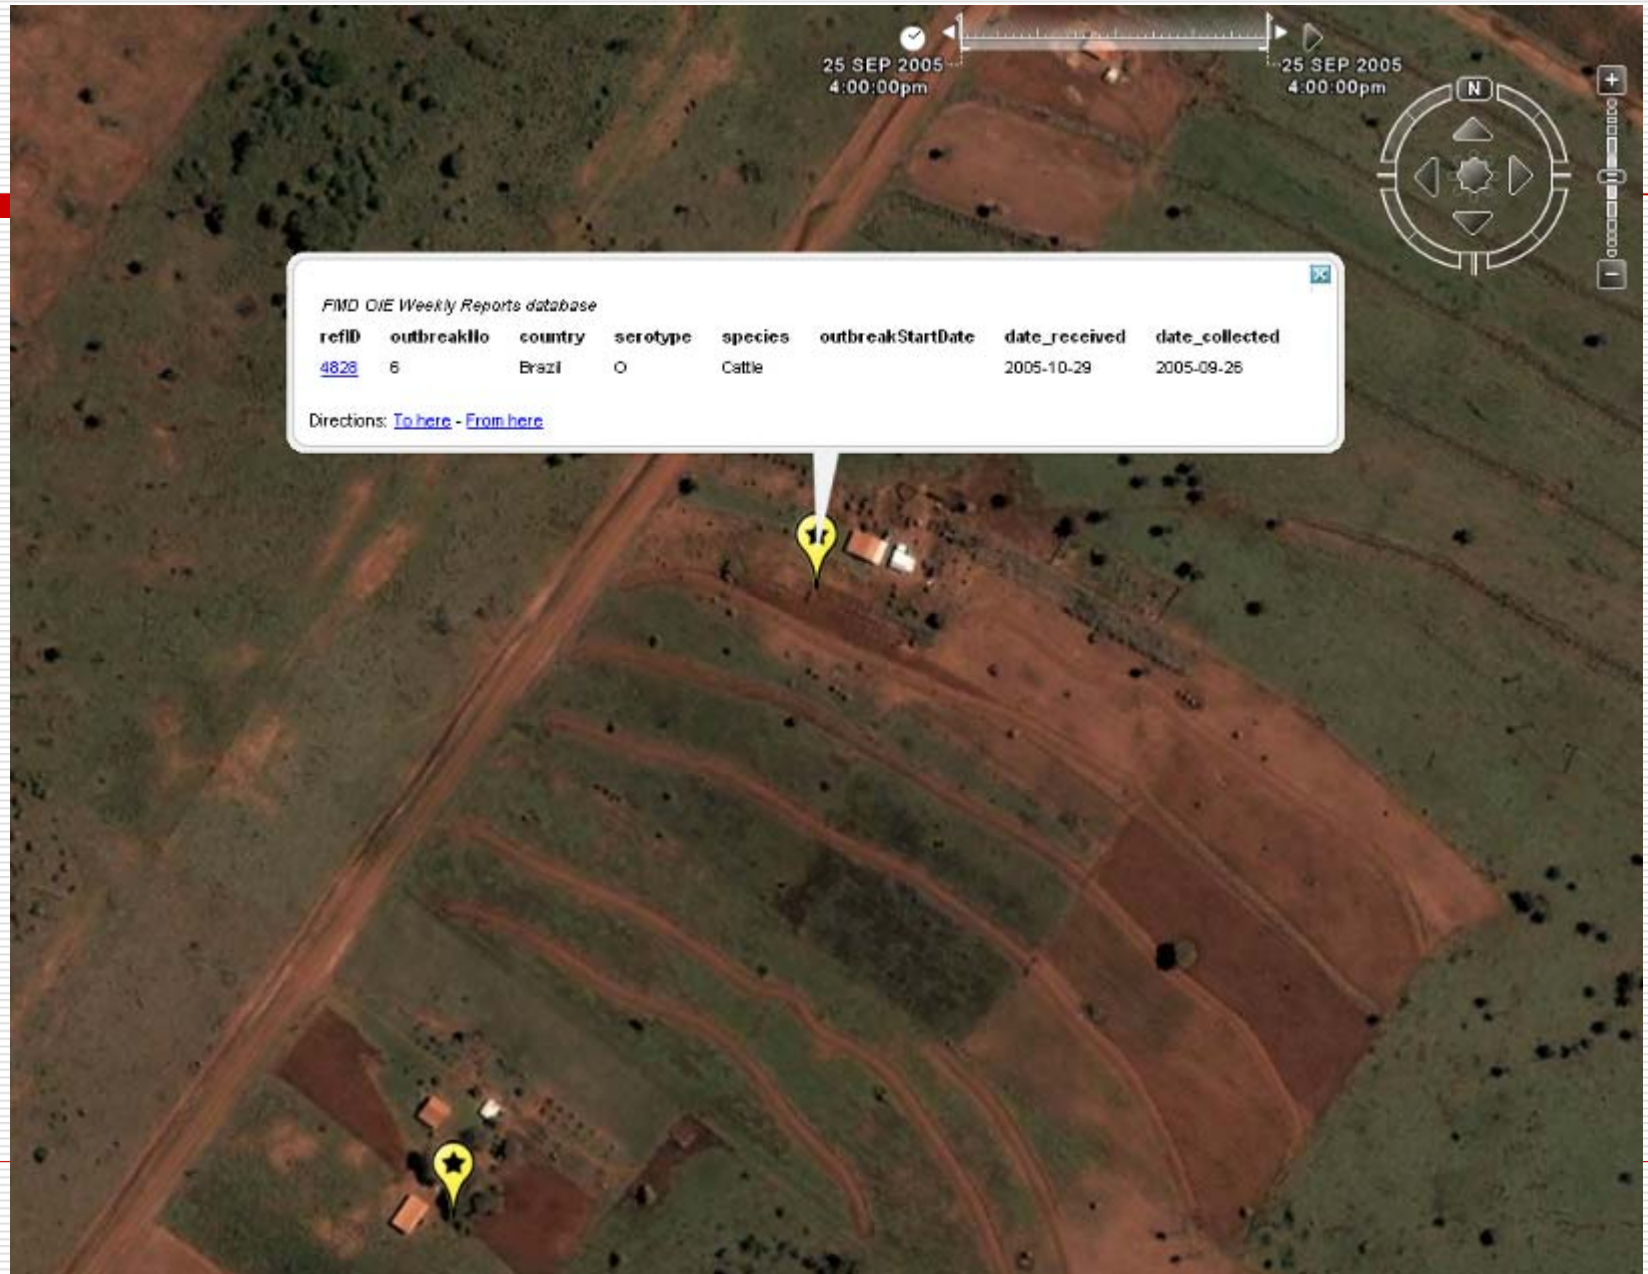 25 SEP 2005 25 SEP 2005
4:00:00pm 4:00:00pm
N
FMD OIE Weekly Reports database
refID outbreakNo country serotype species outbreakStartDate date_received date_collected
4828 6 Brazil O Cattle 2005-10-29 2005-09-26
Directions: To here - From here